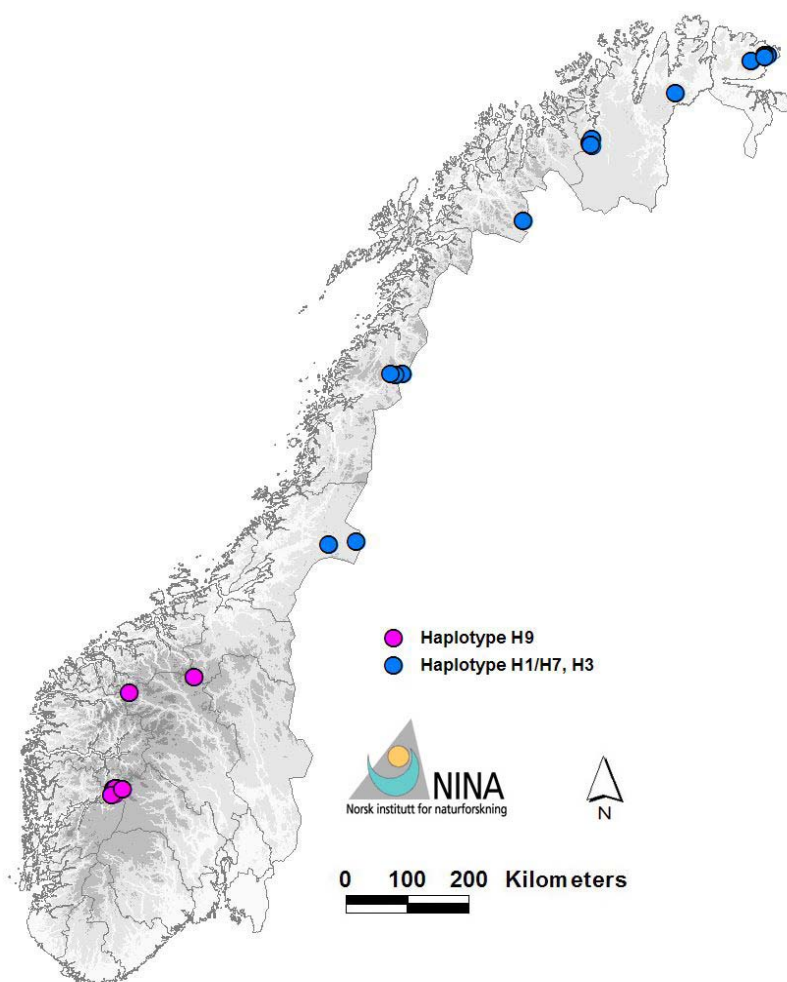 Haplotype H9
Haplotype H1/H7, H3
NINA
Norsk institutt for naturforskning
N
0 100 200 Kilometers